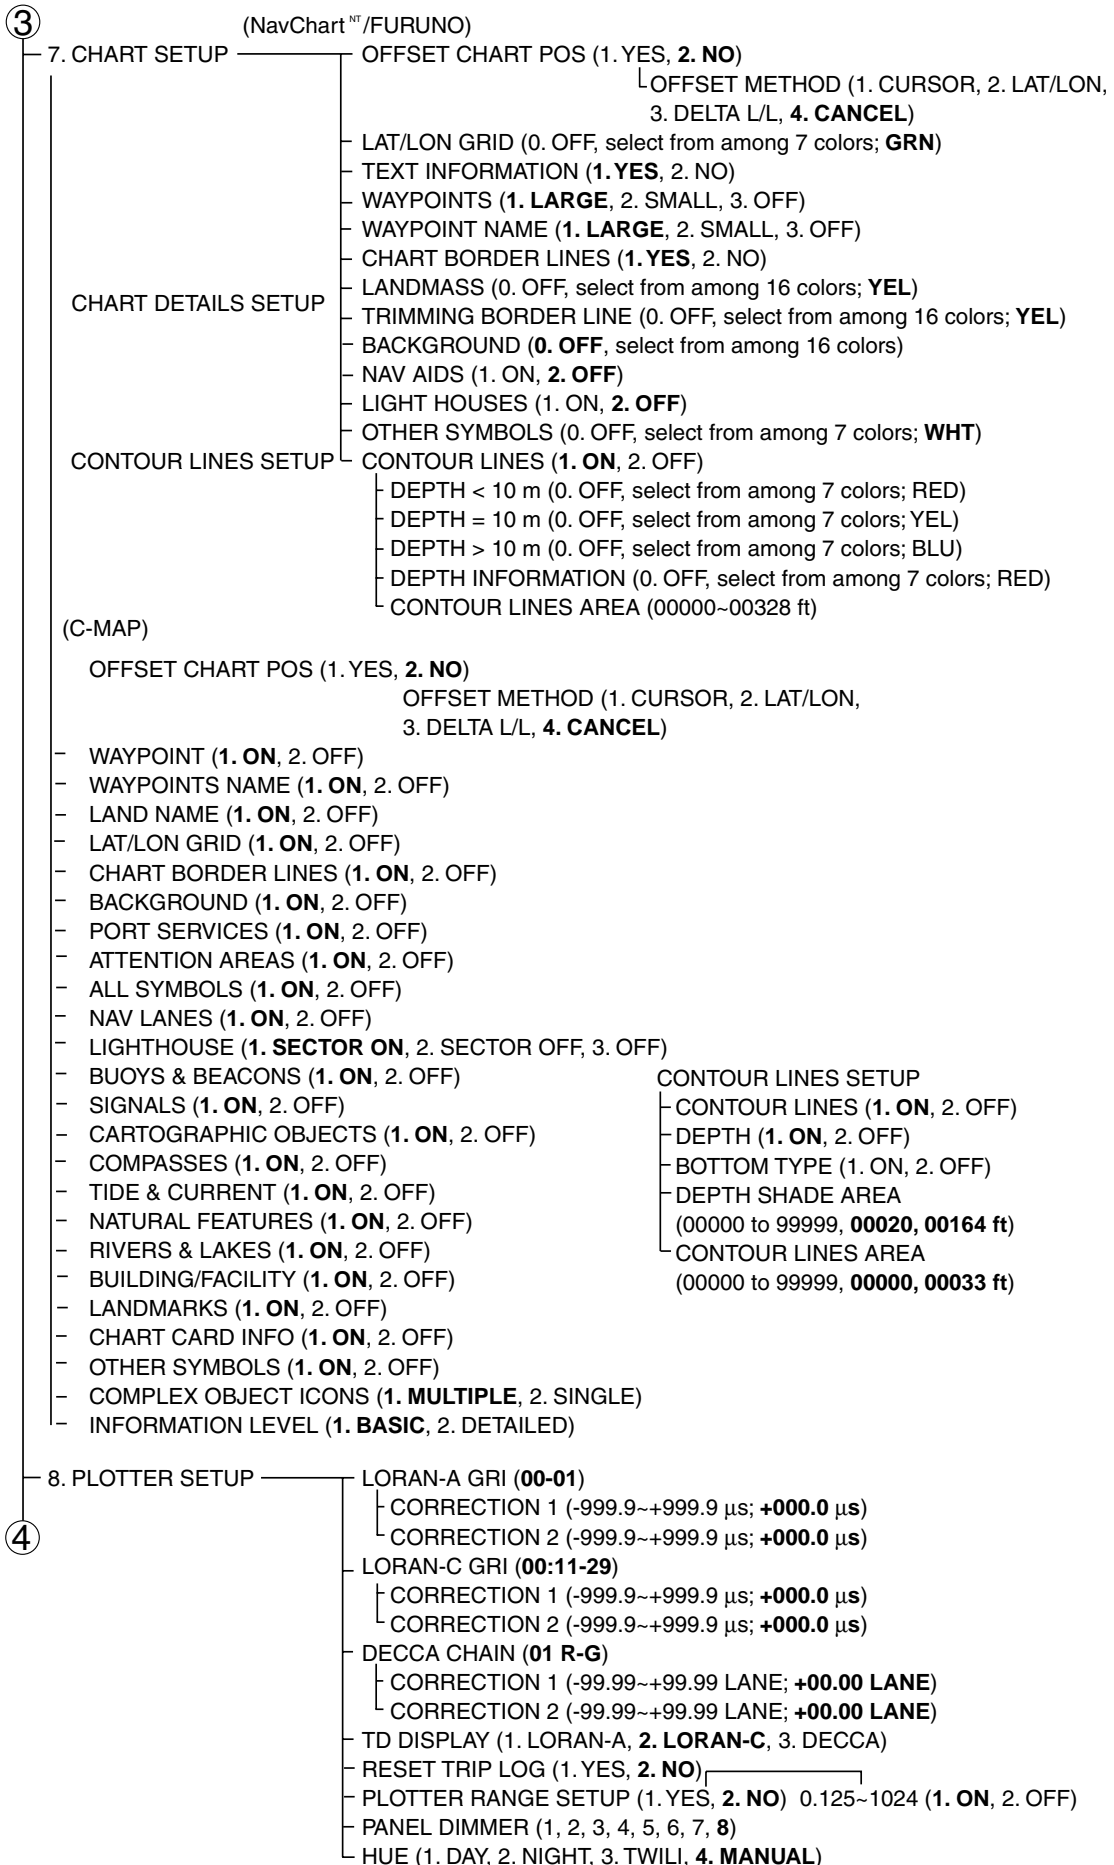 ③
(NavChart NT/FURUNO)
7. CHART SETUP
OFFSET CHART POS (1. YES, 2. NO)
OFFSET METHOD (1. CURSOR, 2. LAT/LON,
3. DELTA L/L, 4. CANCEL)
LAT/LON GRID (0. OFF, select from among 7 colors; GRN)
TEXT INFORMATION (1. YES, 2. NO)
WAYPOINTS (1. LARGE, 2. SMALL, 3. OFF)
WAYPOINT NAME (1. LARGE, 2. SMALL, 3. OFF)
CHART BORDER LINES (1. YES, 2. NO)
CHART DETAILS SETUP
LANDMASS (0. OFF, select from among 16 colors; YEL)
TRIMMING BORDER LINE (0. OFF, select from among 16 colors; YEL)
BACKGROUND (0. OFF, select from among 16 colors)
NAV AIDS (1. ON, 2. OFF)
LIGHT HOUSES (1. ON, 2. OFF)
OTHER SYMBOLS (0. OFF, select from among 7 colors; WHT)
CONTOUR LINES SETUP
CONTOUR LINES (1. ON, 2. OFF)
DEPTH < 10 m (0. OFF, select from among 7 colors; RED)
DEPTH = 10 m (0. OFF, select from among 7 colors; YEL)
DEPTH > 10 m (0. OFF, select from among 7 colors; BLU)
DEPTH INFORMATION (0. OFF, select from among 7 colors; RED)
CONTOUR LINES AREA (00000~00328 ft)
(C-MAP)
OFFSET CHART POS (1. YES, 2. NO)
OFFSET METHOD (1. CURSOR, 2. LAT/LON,
3. DELTA L/L, 4. CANCEL)
WAYPOINT (1. ON, 2. OFF)
WAYPOINTS NAME (1. ON, 2. OFF)
LAND NAME (1. ON, 2. OFF)
LAT/LON GRID (1. ON, 2. OFF)
CHART BORDER LINES (1. ON, 2. OFF)
BACKGROUND (1. ON, 2. OFF)
PORT SERVICES (1. ON, 2. OFF)
ATTENTION AREAS (1. ON, 2. OFF)
ALL SYMBOLS (1. ON, 2. OFF)
NAV LANES (1. ON, 2. OFF)
LIGHTHOUSE (1. SECTOR ON, 2. SECTOR OFF, 3. OFF)
BUOYS & BEACONS (1. ON, 2. OFF)
SIGNALS (1. ON, 2. OFF)
CARTOGRAPHIC OBJECTS (1. ON, 2. OFF)
COMPASSES (1. ON, 2. OFF)
TIDE & CURRENT (1. ON, 2. OFF)
NATURAL FEATURES (1. ON, 2. OFF)
RIVERS & LAKES (1. ON, 2. OFF)
BUILDING/FACILITY (1. ON, 2. OFF)
LANDMARKS (1. ON, 2. OFF)
CHART CARD INFO (1. ON, 2. OFF)
OTHER SYMBOLS (1. ON, 2. OFF)
COMPLEX OBJECT ICONS (1. MULTIPLE, 2. SINGLE)
INFORMATION LEVEL (1. BASIC, 2. DETAILED)
CONTOUR LINES SETUP
CONTOUR LINES (1. ON, 2. OFF)
DEPTH (1. ON, 2. OFF)
BOTTOM TYPE (1. ON, 2. OFF)
DEPTH SHADE AREA
(00000 to 99999, 00020, 00164 ft)
CONTOUR LINES AREA
(00000 to 99999, 00000, 00033 ft)
8. PLOTTER SETUP
LORAN-A GRI (00-01)
CORRECTION 1 (-999.9~+999.9 µs; +000.0 µs)
CORRECTION 2 (-999.9~+999.9 µs; +000.0 µs)
④
LORAN-C GRI (00:11-29)
CORRECTION 1 (-999.9~+999.9 µs; +000.0 µs)
CORRECTION 2 (-999.9~+999.9 µs; +000.0 µs)
DECCA CHAIN (01 R-G)
CORRECTION 1 (-99.99~+99.99 LANE; +00.00 LANE)
CORRECTION 2 (-99.99~+99.99 LANE; +00.00 LANE)
TD DISPLAY (1. LORAN-A, 2. LORAN-C, 3. DECCA)
RESET TRIP LOG (1. YES, 2. NO)
PLOTTER RANGE SETUP (1. YES, 2. NO) 0.125~1024 (1. ON, 2. OFF)
PANEL DIMMER (1, 2, 3, 4, 5, 6, 7, 8)
HUE (1. DAY, 2. NIGHT, 3. TWILI, 4. MANUAL)